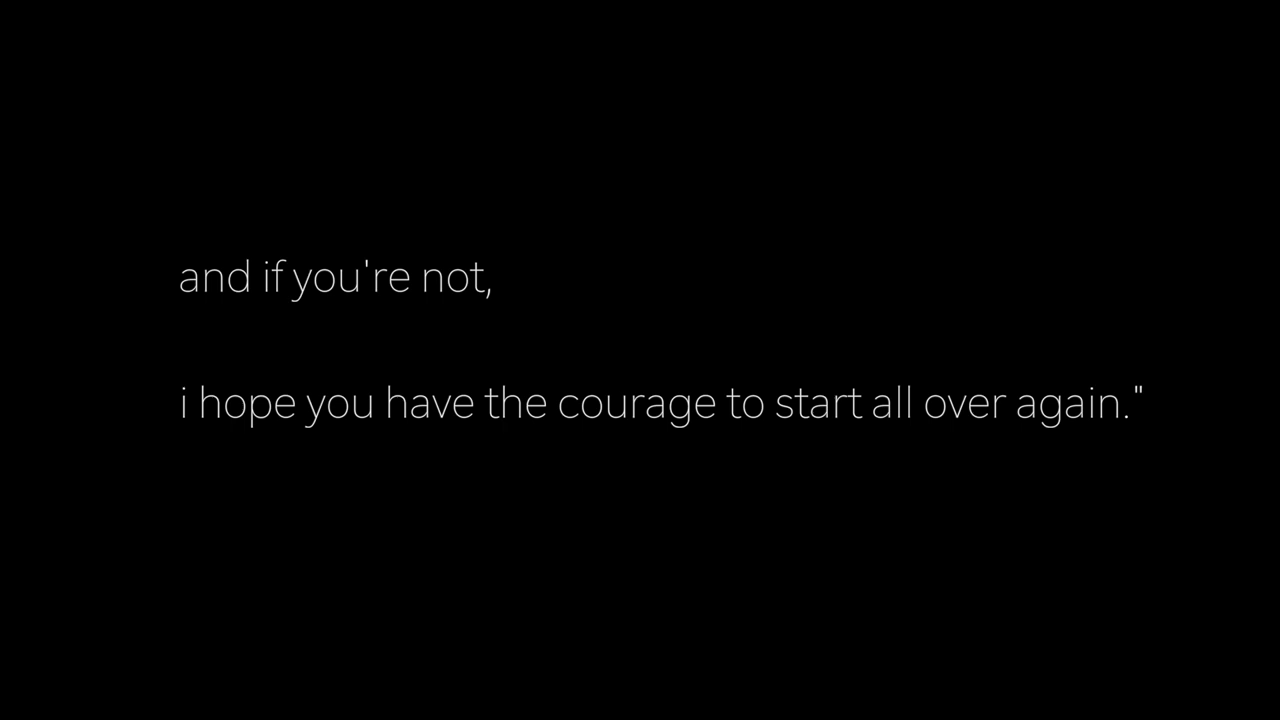 and if you're not,
i hope you have the courage to start all over again."